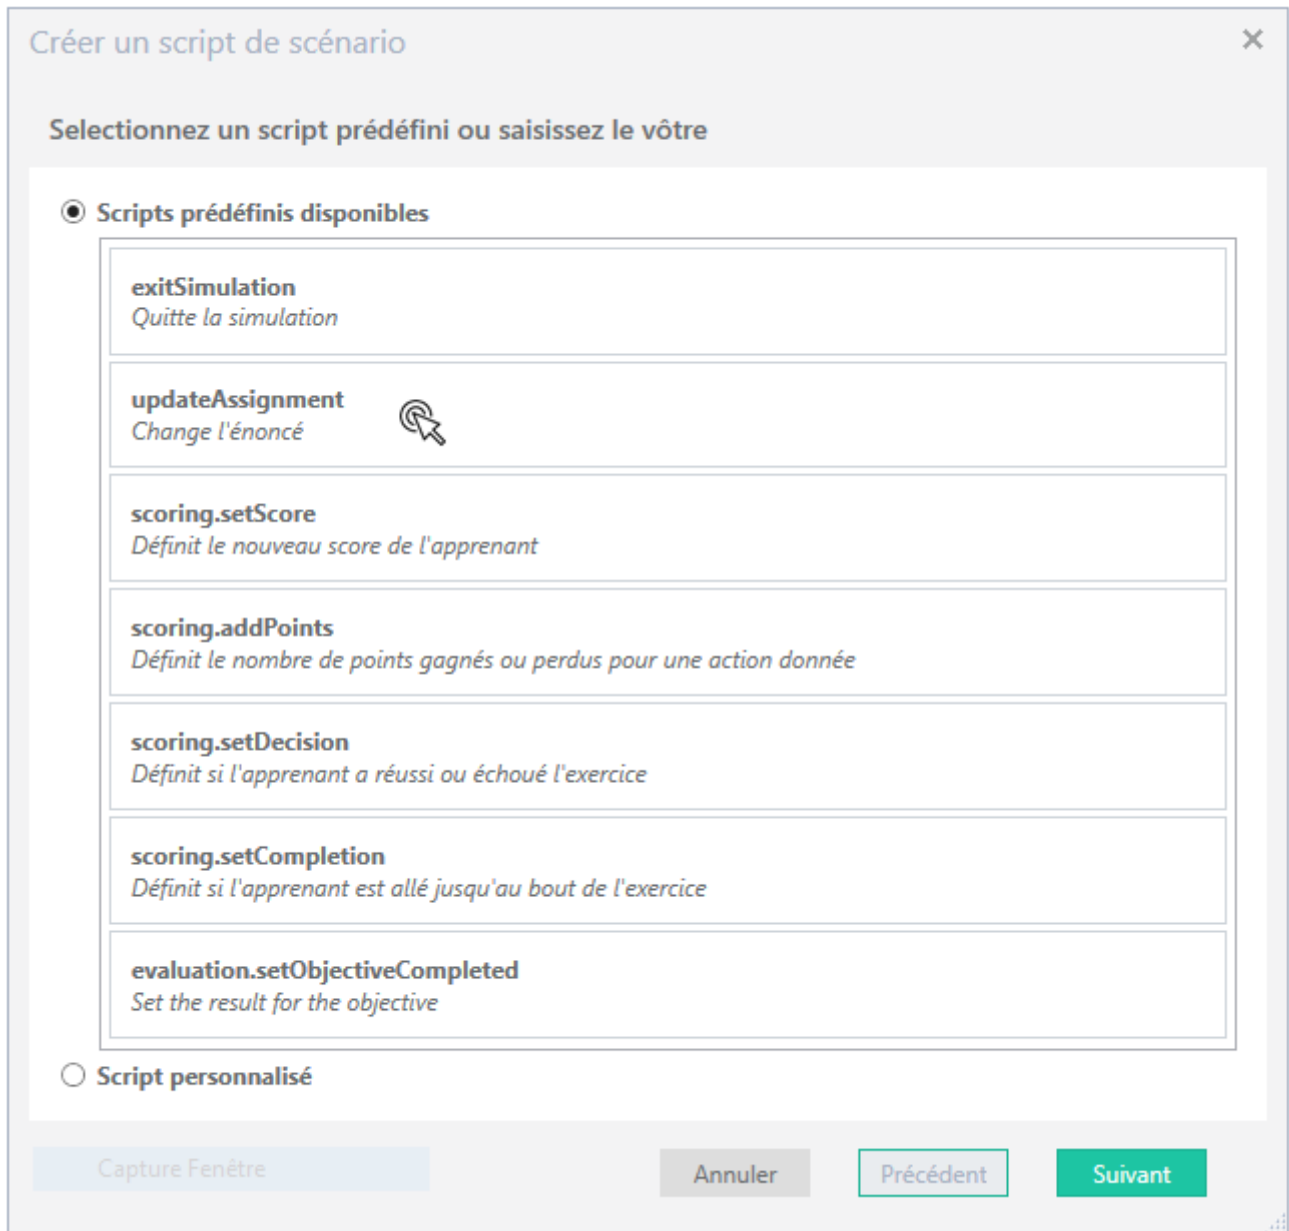 Créer un script de scénario
Selectionnez un script prédéfini ou saisissez le vôtre
Scripts prédéfinis disponibles
exitSimulation
Quitte la simulation
updateAssignment
Change l'énoncé
scoring.setScore
Définit le nouveau score de l'apprenant
scoring.addPoints
Définit le nombre de points gagnés ou perdus pour une action donnée
scoring.setDecision
Définit si l'apprenant a réussi ou échoué l'exercice
scoring.setCompletion
Définit si l'apprenant est allé jusqu'au bout de l'exercice
evaluation.setObjectiveCompleted
Set the result for the objective
Script personnalisé
Capture Fenêtre
Annuler
Précédent
Suivant